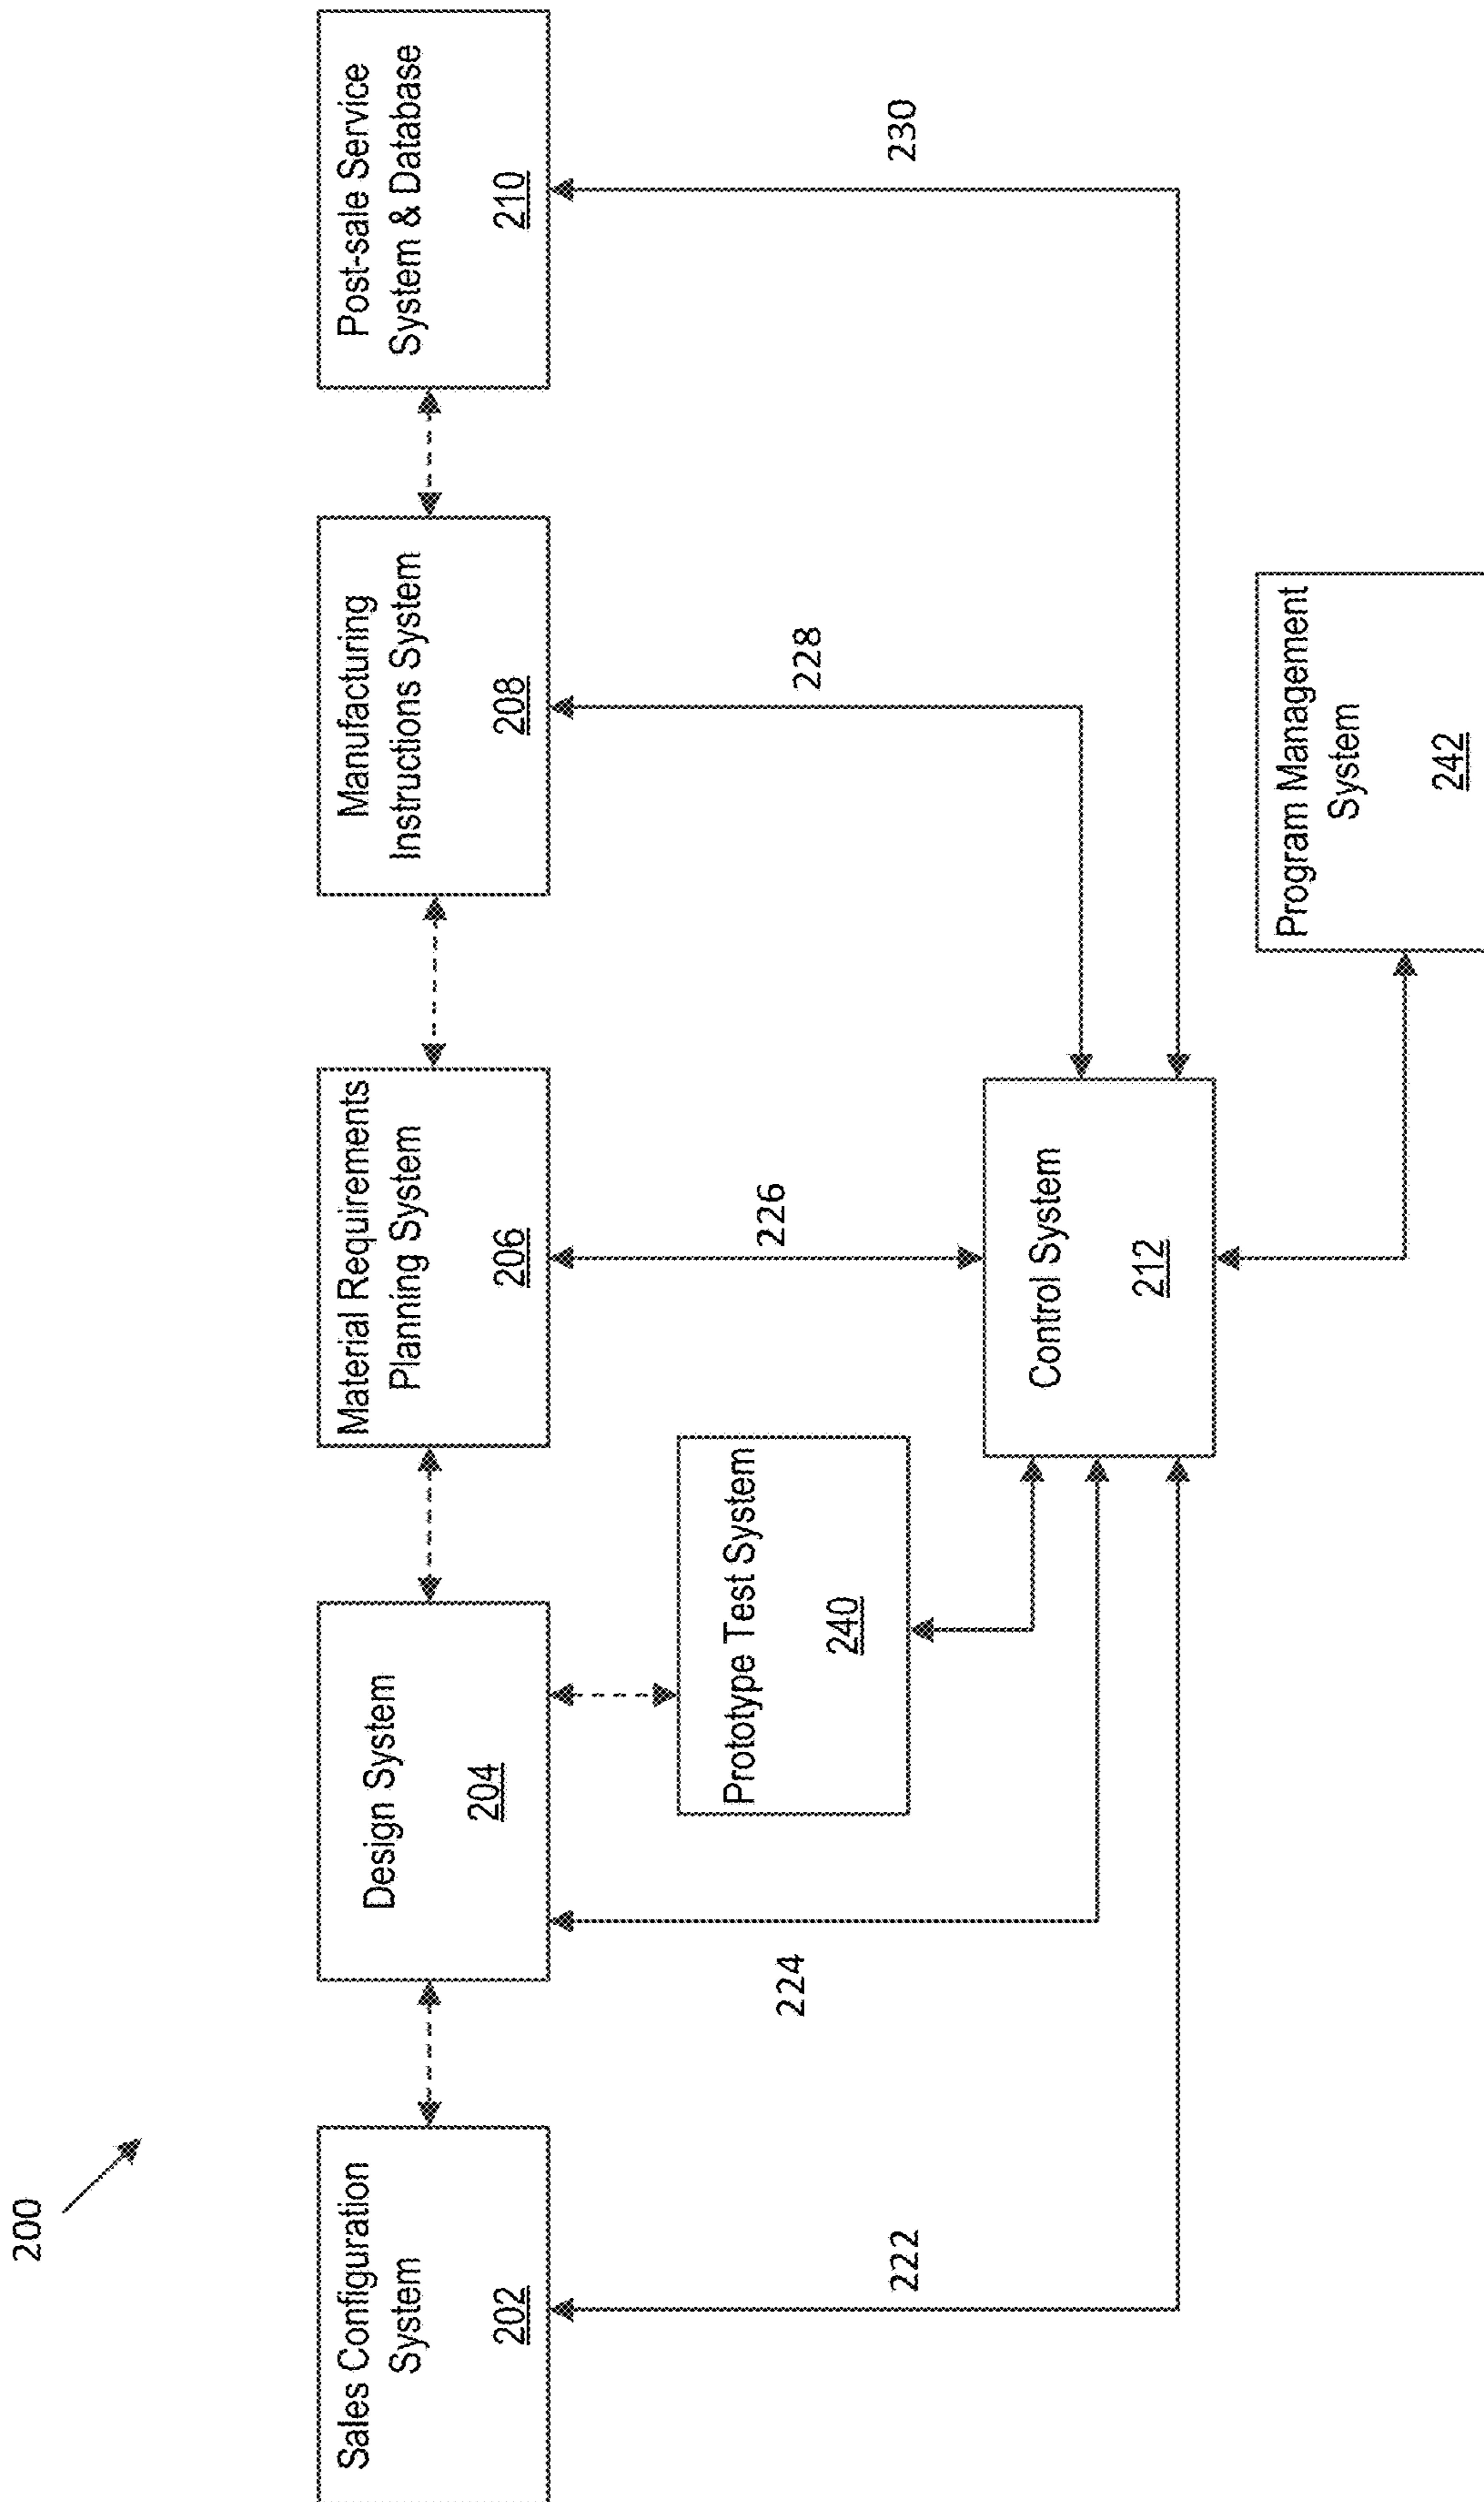 200
Sales Configuration
System
202
Design System
204
Material Requirements
Planning System
206
Manufacturing
Instructions System
208
Post-sale Service
System & Database
210
222
224
226
228
230
Prototype Test System
240
Control System
212
Program Management
System
242